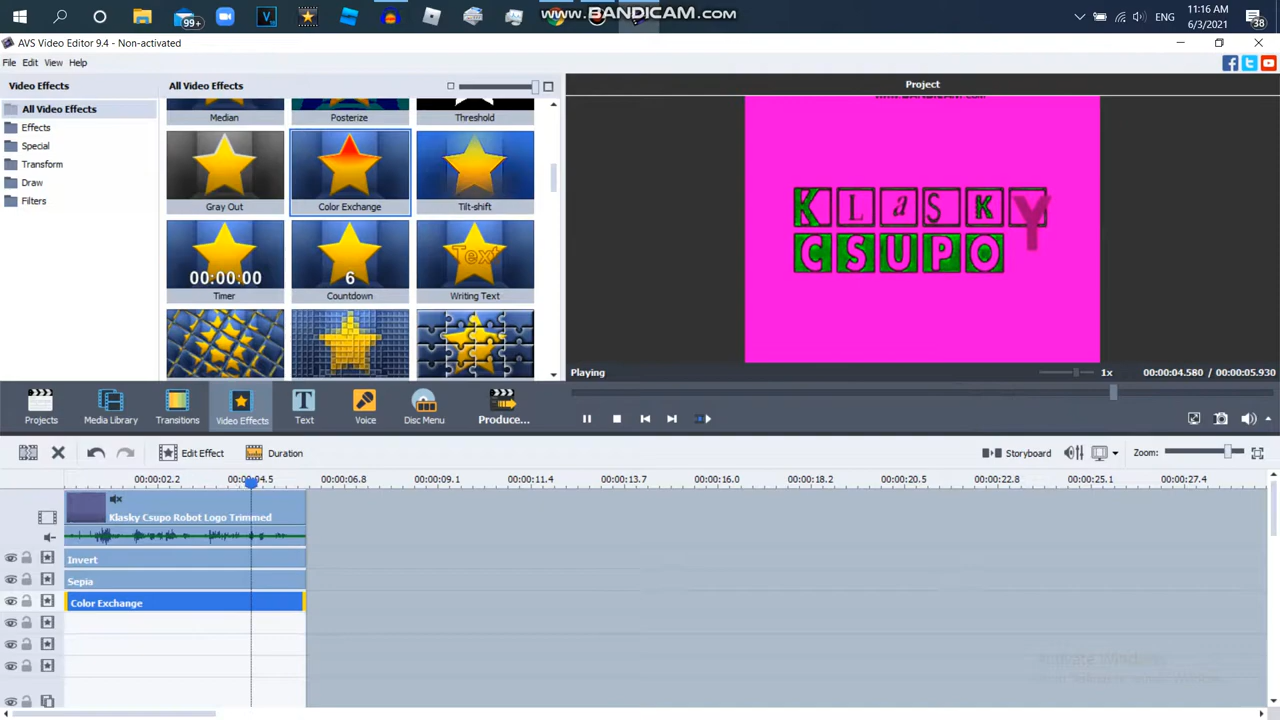 www.BANDICAM.com
99+
ENG
11:16 AM
6/3/2021
38
AVS Video Editor 9.4 - Non-activated
File Edit View Help
Video Effects
All Video Effects
Project
All Video Effects
Effects
Special
Transform
Draw
Filters
Median
Posterize
Threshold
Gray Out
Color Exchange
Tilt-shift
00:00:00
6
Text
Timer
Countdown
Writing Text
www.BANDICAM.com
KLaSKY
CSUPO
Playing
1x
00:00:04.580 / 00:00:05.930
Projects
Media Library
Transitions
Video Effects
Text
Voice
Disc Menu
Produce...
Edit Effect
Duration
Storyboard
Zoom:
00:00:02.2
00:00:04.5
00:00:06.8
00:00:09.1
00:00:11.4
00:00:13.7
00:00:16.0
00:00:18.2
00:00:20.5
00:00:22.8
00:00:25.1
00:00:27.4
Klasky Csupo Robot Logo Trimmed
Invert
Sepia
Color Exchange
Activate Windows